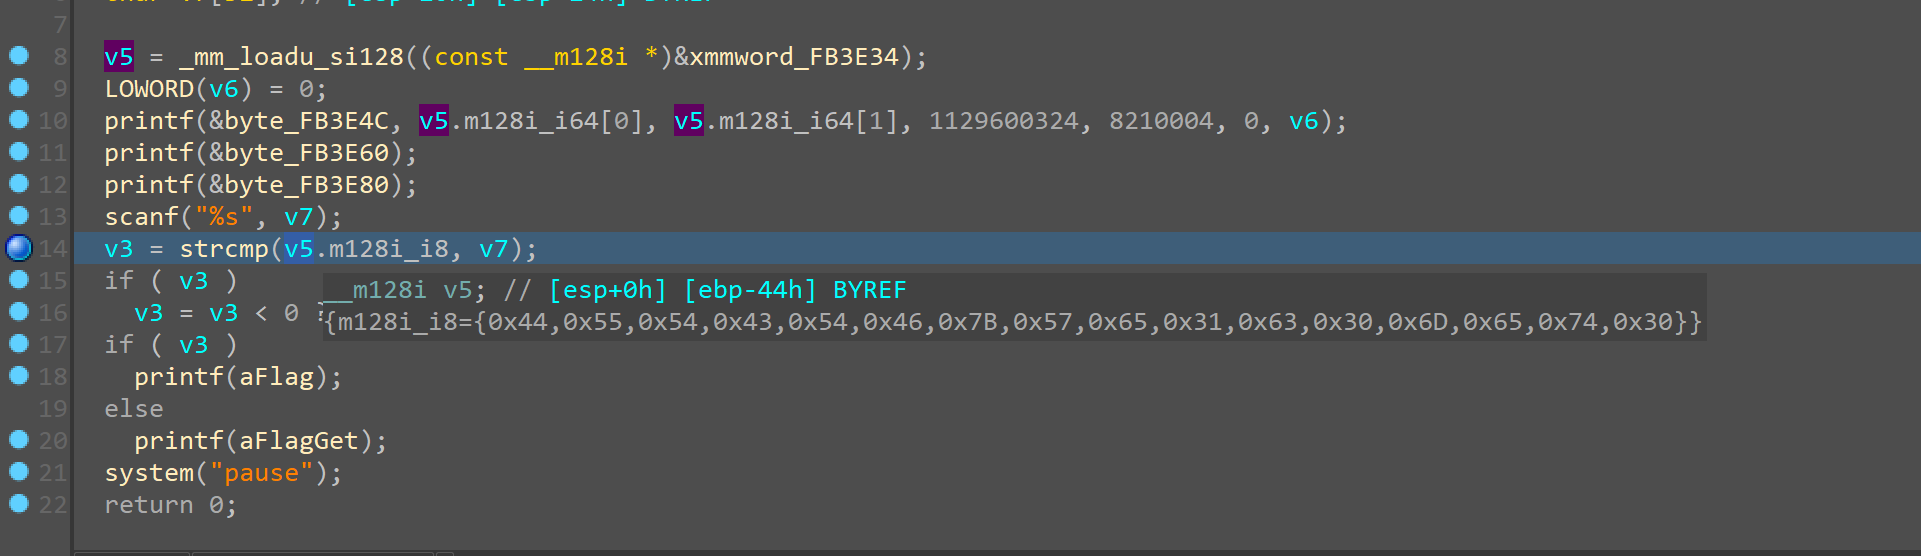 7
8 v5 = _mm_loadu_si128((const __m128i *)&xmmword_FB3E34);
9 LOWORD(v6) = 0;
10 printf(&byte_FB3E4C, v5.m128i_i64[0], v5.m128i_i64[1], 1129600324, 8210004, 0, v6);
11 printf(&byte_FB3E60);
12 printf(&byte_FB3E80);
13 scanf("%s", v7);
14 v3 = strcmp(v5.m128i_i8, v7);
15 if ( v3 )
__m128i v5; // [esp+0h] [ebp-44h] BYREF
16 v3 = v3 < 0
{m128i_i8={0x44,0x55,0x54,0x43,0x54,0x46,0x7B,0x57,0x65,0x31,0x63,0x30,0x6D,0x65,0x74,0x30}}
17 if ( v3 )
18 printf(aFlag);
19 else
20 printf(aFlagGet);
21 system("pause");
22 return 0;